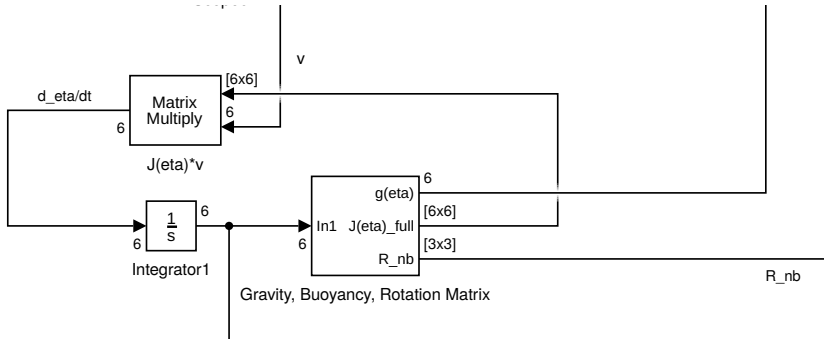 v
[6x6]
d_eta/dt
Matrix
Multiply
6
6
J(eta)*v
6
g(eta)
6
[6x6]
1
s
6
In1
J(eta)_full
6
6
[3x3]
R_nb
Integrator1
R_nb
Gravity, Buoyancy, Rotation Matrix